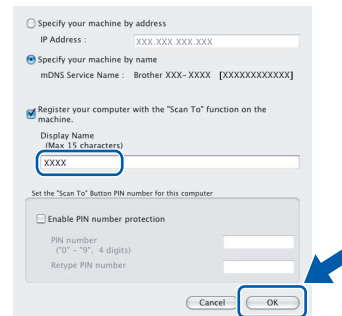 Specify your machine by address
IP Address :
XXX.XXX.XXX.XXX
Specify your machine by name
mDNS Service Name : Brother XXX- XXXX [XXXXXXXXXXXX]
Register your computer with the "Scan To" function on the
machine.
Display Name
(Max 15 characters)
XXXX
Set the "Scan To" Button PIN number for this computer
Enable PIN number protection
PIN number
("0" - "9", 4 digits)
Retype PIN number
Cancel OK